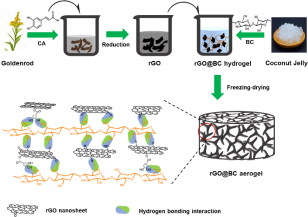 Goldenrod
CA
Reduction
rGO
rGO@BC hydrogel
BC
Coconut Jelly
Freezing-drying
rGO@BC aerogel
rGO nanosheet
Hydrogen bonding interaction